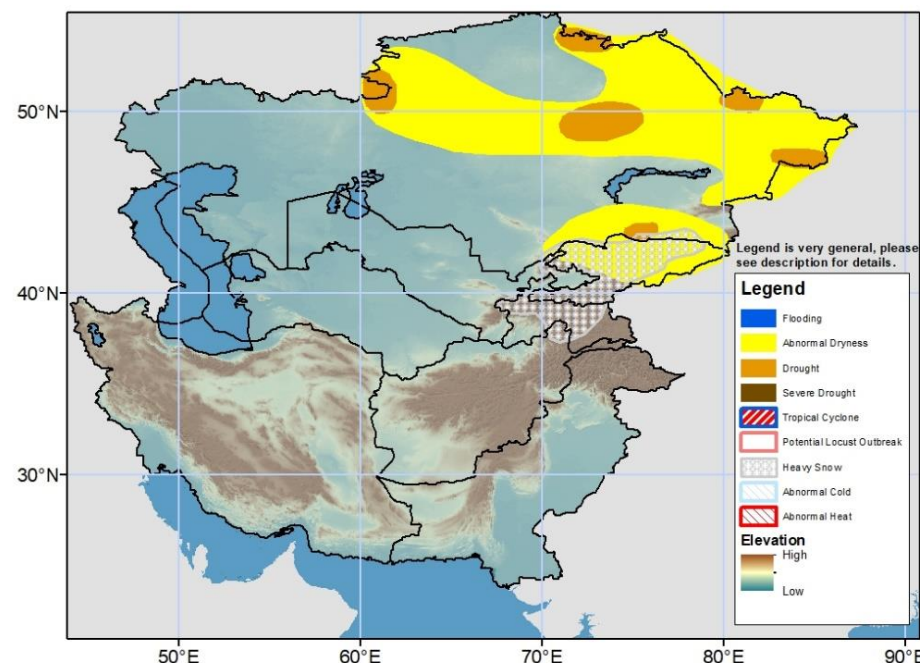 50°N
40°N
30°N
50°E
60°E
70°E
80°E
90°E
Legend is very general, please
see description for details.
Legend
Flooding
Abnormal Dryness
Drought
Severe Drought
Tropical Cyclone
Potential Locust Outbreak
Heavy Snow
Abnormal Cold
Abnormal Heat
Elevation
High
Low